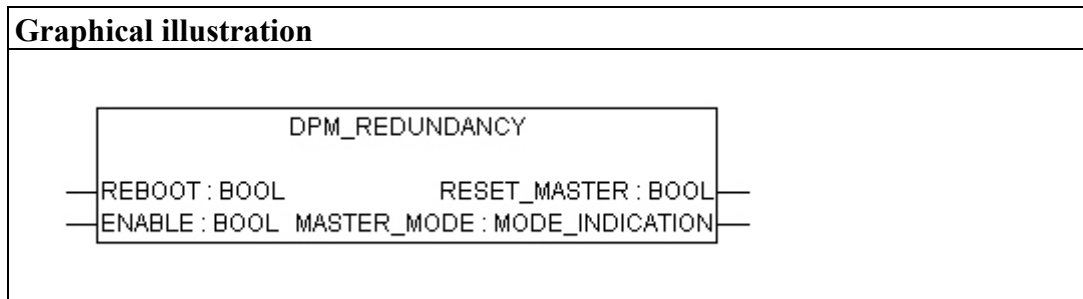 Graphical illustration
DPM_REDUNDANCY
REBOOT : BOOL RESET_MASTER : BOOL
ENABLE : BOOL MASTER_MODE : MODE_INDICATION